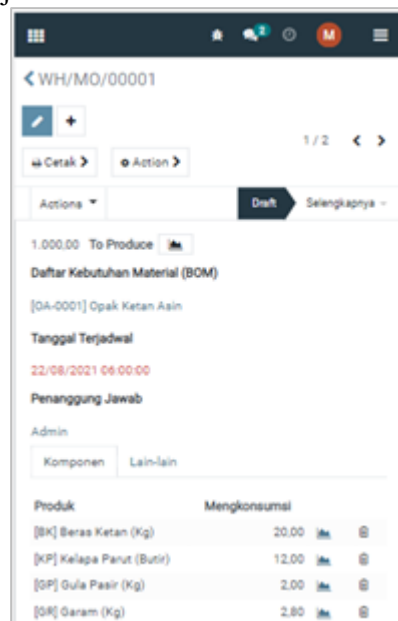 j
2
M
WH/MO/00001
+
1 / 2
Cetak
Action
Actions
Draft
Selengkapnya
1.000,00 To Produce
Daftar Kebutuhan Material (BOM)
[OA-0001] Opak Ketan Asin
Tanggal Terjadwal
22/08/2021 06:00:00
Penanggung Jawab
Admin
Komponen Lain-lain
Produk Mengkonsumsi
[BK] Beras Ketan (Kg) 20,00
[KP] Kelapa Parut (Butir) 12,00
[GP] Gula Pasir (Kg) 2,00
[GR] Garam (Kg) 2,80